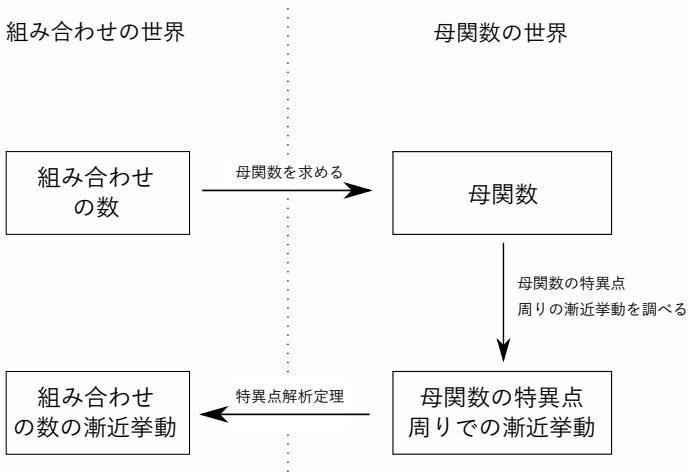 組み合わせの世界
母関数の世界
組み合わせ
の数
母関数を求める
母関数
母関数の特異点
周りの漸近挙動を調べる
組み合わせ
の数の漸近挙動
特異点解析定理
母関数の特異点
周りでの漸近挙動